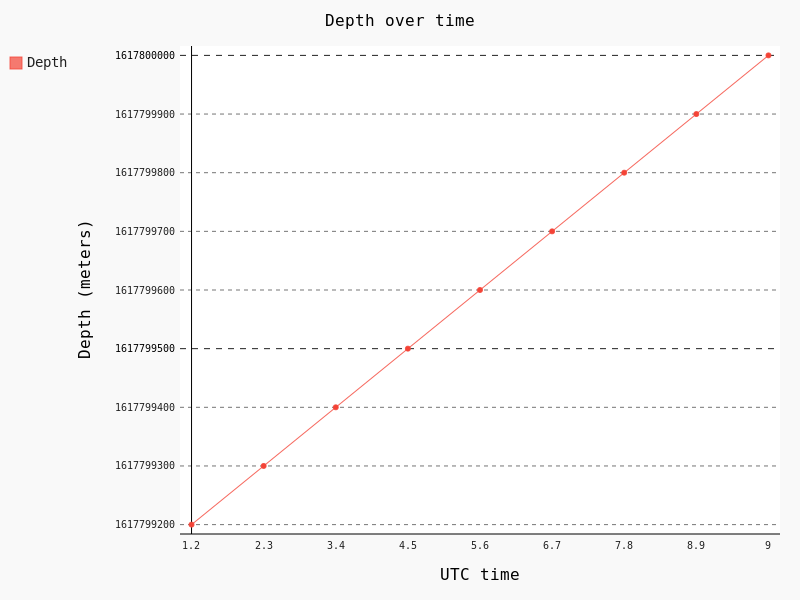 Depth over time
Depth
1617800000
1617799900
1617799800
1617799700
1617799600
1617799500
1617799400
1617799300
1617799200
Depth (meters)
1.2 2.3 3.4 4.5 5.6 6.7 7.8 8.9 9
UTC time